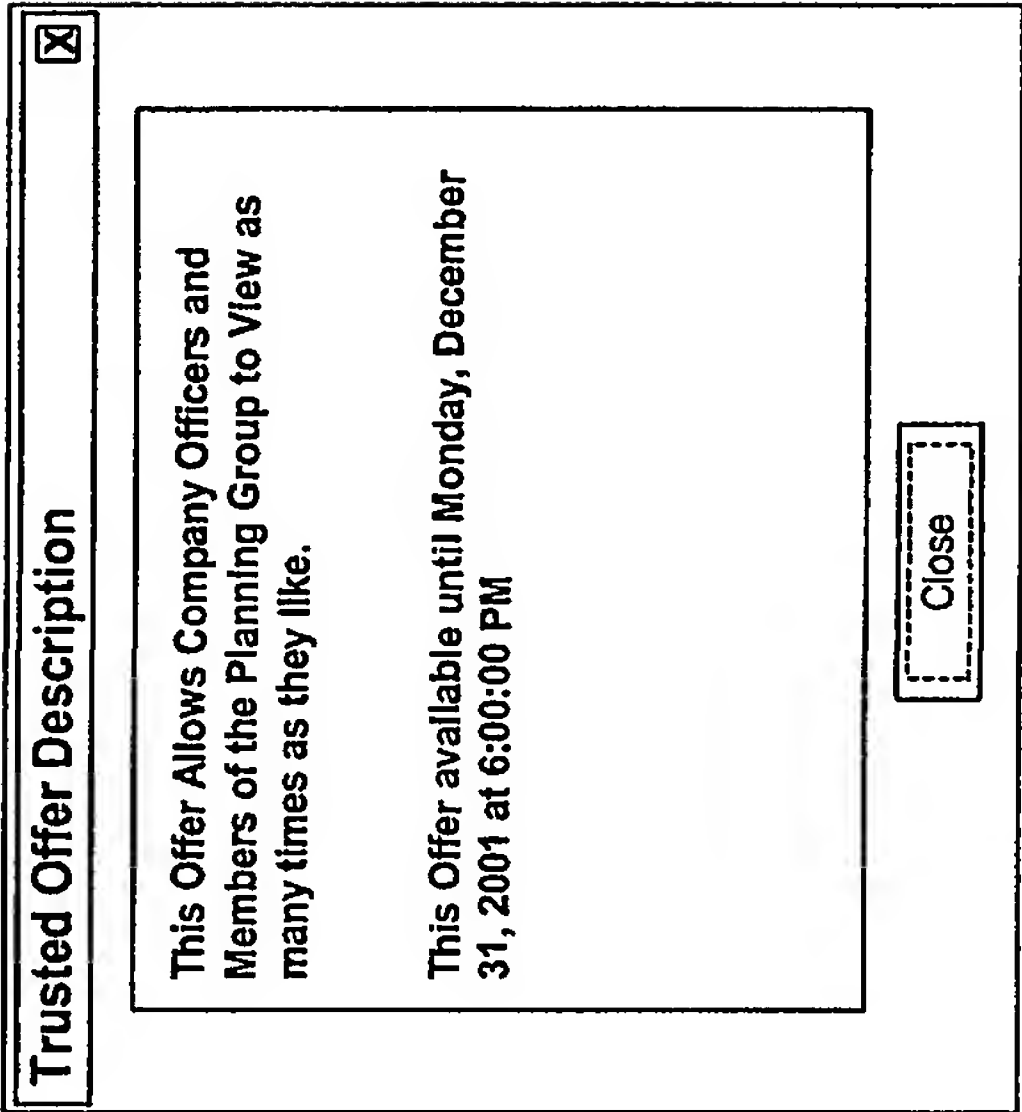 Trusted Offer Description
X
This Offer Allows Company Officers and
Members of the Planning Group to View as
many times as they like.
This Offer available until Monday, December
31, 2001 at 6:00:00 PM
Close